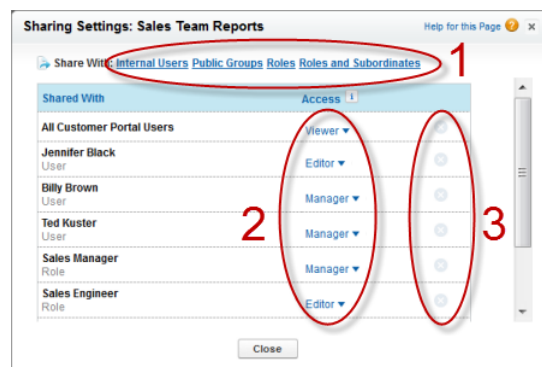 Sharing Settings: Sales Team Reports Help for this Page ? x
Share With: Internal Users Public Groups Roles Roles and Subordinates 1
Shared With Access i
All Customer Portal Users Viewer
Jennifer Black
User Editor
Billy Brown
User Manager
Ted Kuster
User Manager
2 3
Sales Manager
Role Manager
Sales Engineer
Role Editor
Close